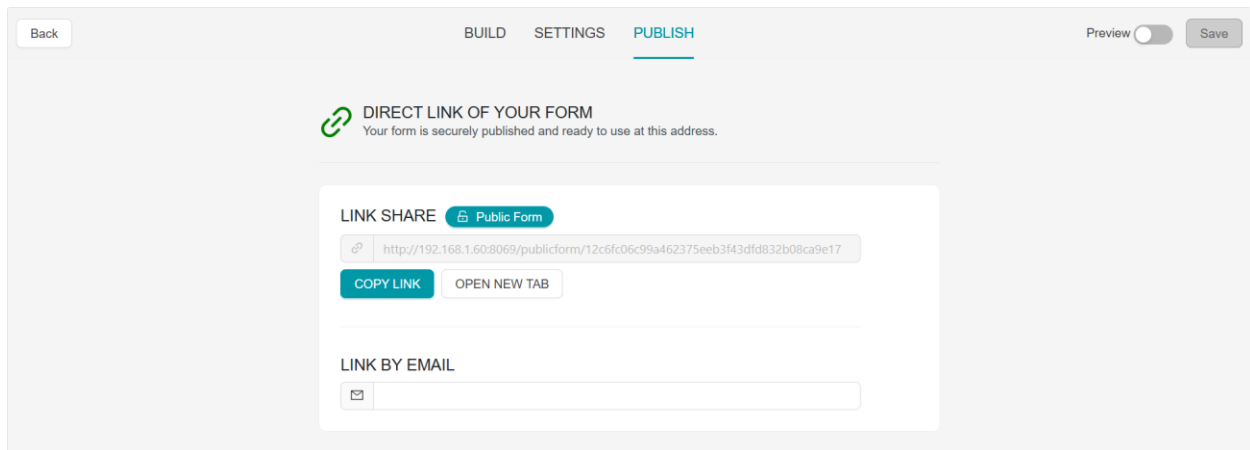 Back
BUILD SETTINGS PUBLISH
Preview
Save
DIRECT LINK OF YOUR FORM
Your form is securely published and ready to use at this address.
LINK SHARE
Public Form
http://192.168.1.60:8069/publicform/12c6fc06c99a462375eeb3f43dfd832b08ca9e17
COPY LINK
OPEN NEW TAB
LINK BY EMAIL